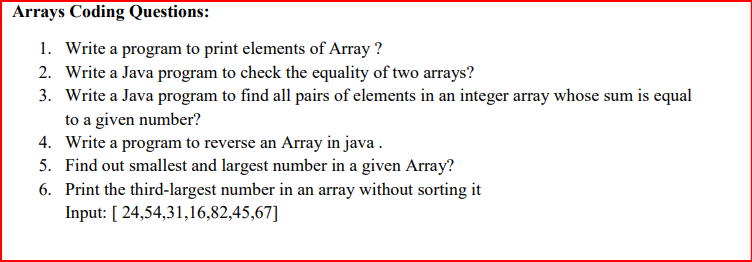 Arrays Coding Questions:
1. Write a program to print elements of Array ?
2. Write a Java program to check the equality of two arrays?
3. Write a Java program to find all pairs of elements in an integer array whose sum is equal
to a given number?
4. Write a program to reverse an Array in java .
5. Find out smallest and largest number in a given Array?
6. Print the third-largest number in an array without sorting it
Input: [ 24,54,31,16,82,45,67]